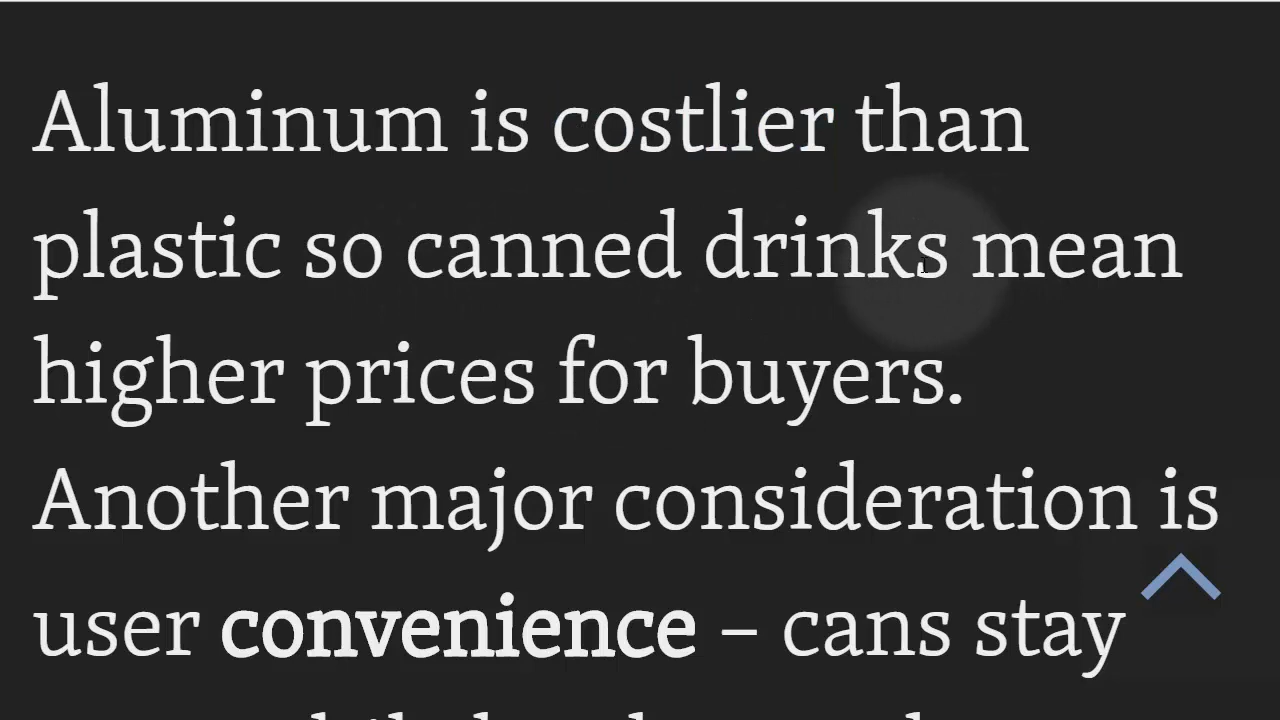 Aluminum is costlier than
plastic so canned drinks mean
higher prices for buyers.
Another major consideration is
user convenience – cans stay